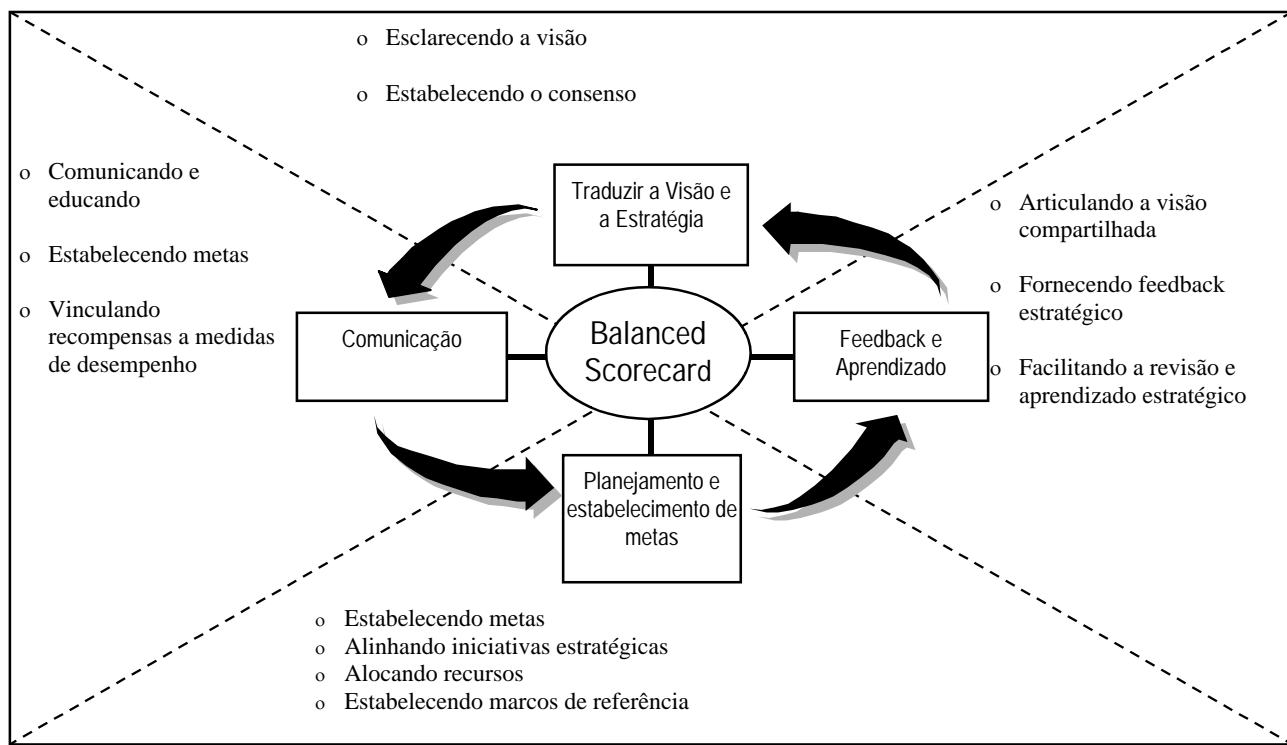 o Esclarecendo a visão
o Estabelecendo o consenso
o Comunicando e
educando
o Estabelecendo metas
o Vinculando
recompensas a medidas
de desempenho
Traduzir a Visão e
a Estratégia
Comunicação
Balanced
Scorecard
Feedback e
Aprendizado
o Articulando a visão
compartilhada
o Fornecendo feedback
estratégico
o Facilitando a revisão e
aprendizado estratégico
Planejamento e
estabelecimento de
metas
o Estabelecendo metas
o Alinhando iniciativas estratégicas
o Alocando recursos
o Estabelecendo marcos de referência